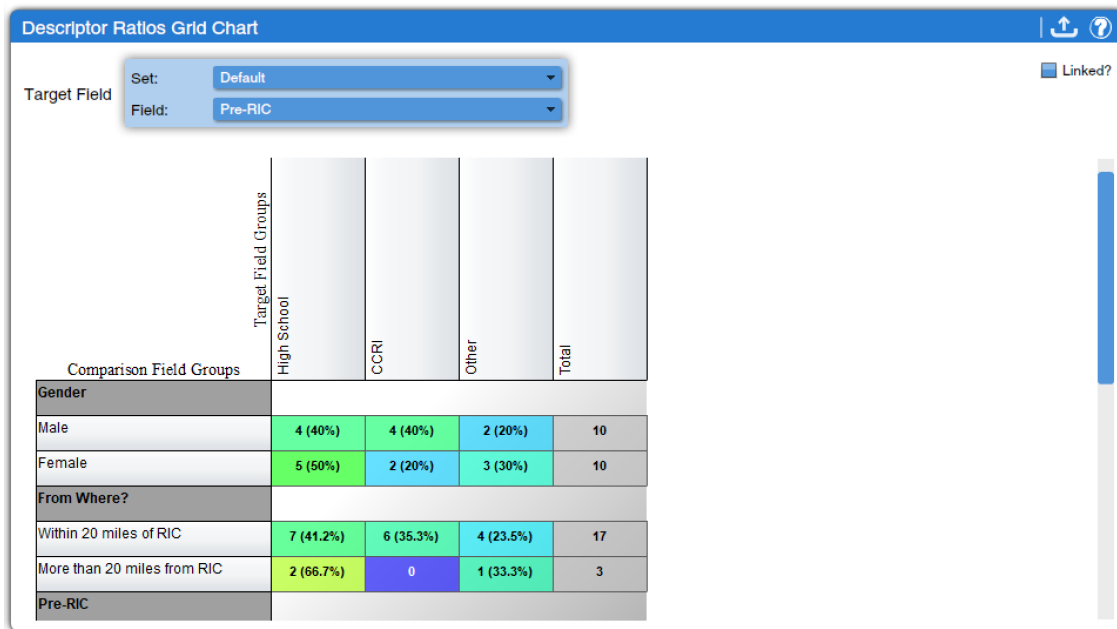 Descriptor Ratios Grid Chart
Linked?
Target Field
Set: Default
Field: Pre-RIC
Target Field Groups
High School
CCRI
Other
Total
Comparison Field Groups
Gender
Male 4 (40%) 4 (40%) 2 (20%) 10
Female 5 (50%) 2 (20%) 3 (30%) 10
From Where?
Within 20 miles of RIC 7 (41.2%) 6 (35.3%) 4 (23.5%) 17
More than 20 miles from RIC 2 (66.7%) 0 1 (33.3%) 3
Pre-RIC